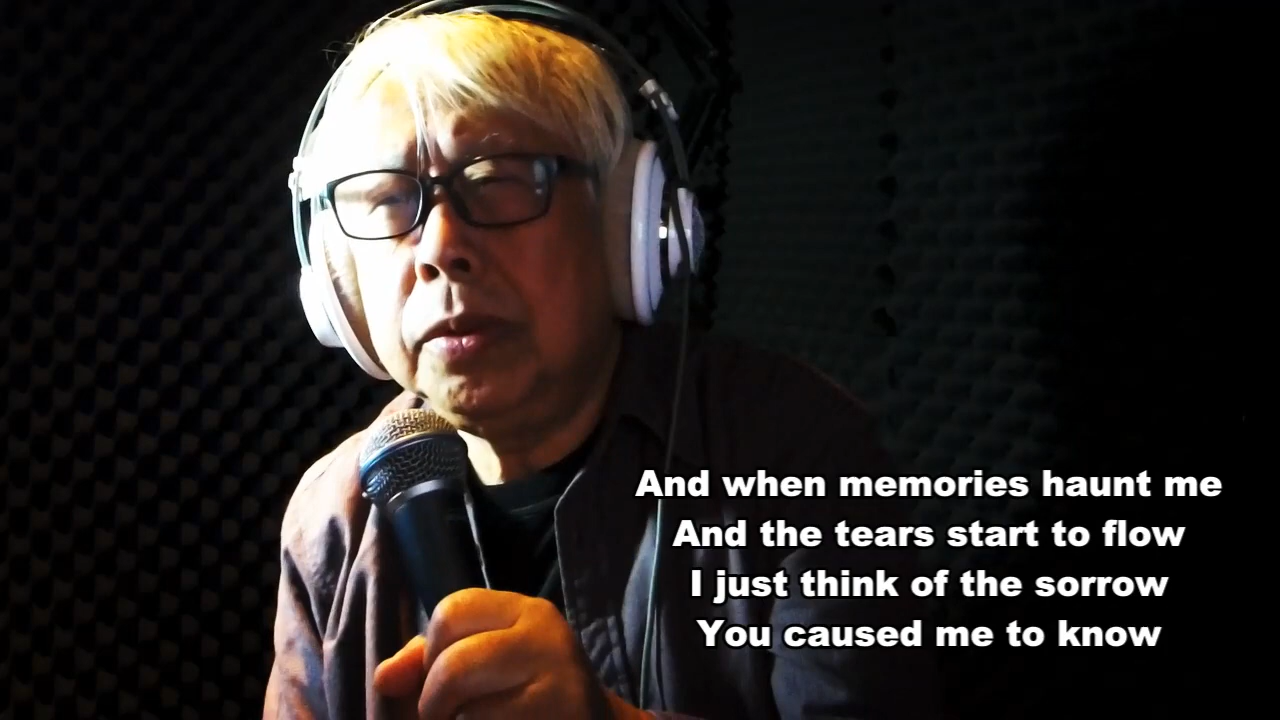 And when memories haunt me
And the tears start to flow
I just think of the sorrow
You caused me to know